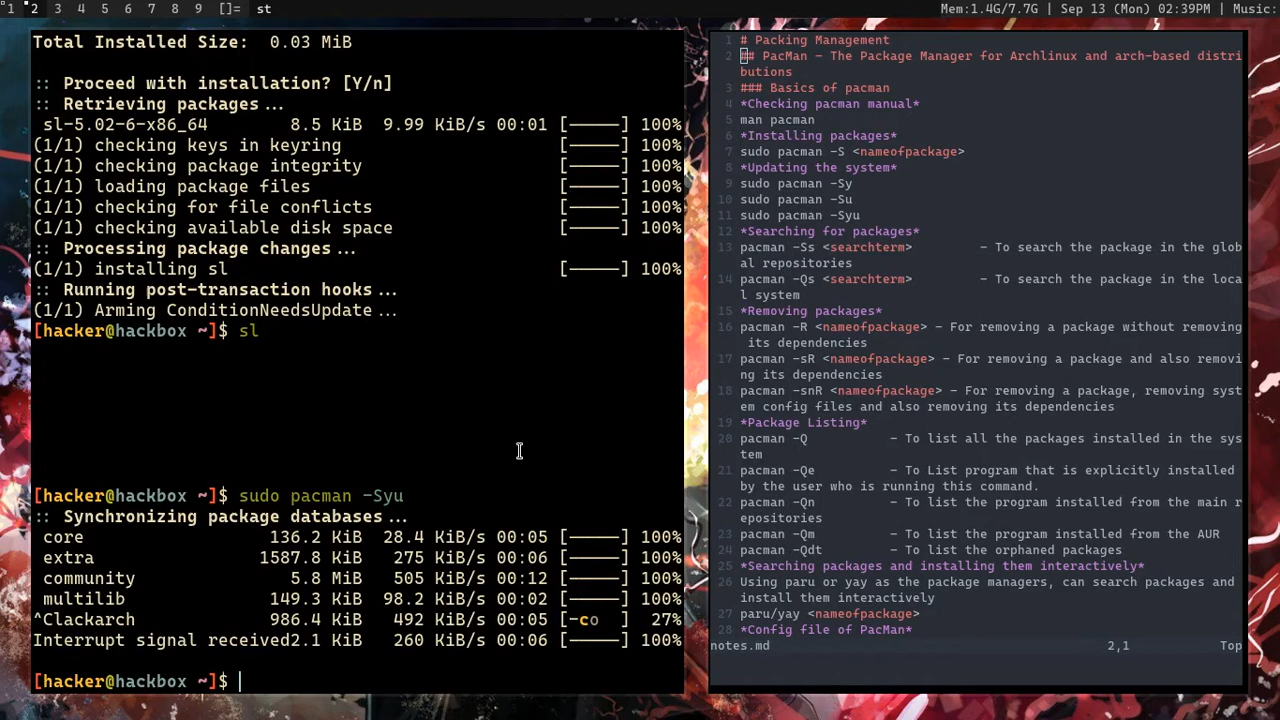 1 2 3 4 5 6 7 8 9 []= st Mem:1.4G/7.7G | Sep 13 (Mon) 02:39PM | Music:
Total Installed Size:  0.03 MiB
:: Proceed with installation? [Y/n]
:: Retrieving packages...
sl-5.02-6-x86_64 8.5 KiB 9.99 KiB/s 00:01 [-----] 100%
(1/1) checking keys in keyring [-----] 100%
(1/1) checking package integrity [-----] 100%
(1/1) loading package files [-----] 100%
(1/1) checking for file conflicts [-----] 100%
(1/1) checking available disk space [-----] 100%
:: Processing package changes...
(1/1) installing sl [-----] 100%
:: Running post-transaction hooks...
(1/1) Arming ConditionNeedsUpdate...
[hacker@hackbox ~]$ sl
[hacker@hackbox ~]$ sudo pacman -Syu
:: Synchronizing package databases...
core 136.2 KiB 28.4 KiB/s 00:05 [-----] 100%
extra 1587.8 KiB 275 KiB/s 00:06 [-----] 100%
community 5.8 MiB 505 KiB/s 00:12 [-----] 100%
multilib 149.3 KiB 98.2 KiB/s 00:02 [-----] 100%
^Clackarch 986.4 KiB 492 KiB/s 00:05 [-co  ] 27%
Interrupt signal received2.1 KiB 260 KiB/s 00:06 [-----] 100%
[hacker@hackbox ~]$
1 # Packing Management
2 ## PacMan - The Package Manager for Archlinux and arch-based distri
butions
3 ### Basics of pacman
4 *Checking pacman manual*
5 man pacman
6 *Installing packages*
7 sudo pacman -S <nameofpackage>
8 *Updating the system*
9 sudo pacman -Sy
10 sudo pacman -Su
11 sudo pacman -Syu
12 *Searching for packages*
13 pacman -Ss <searchterm> - To search the package in the glob
al repositories
14 pacman -Qs <searchterm> - To search the package in the loca
l system
15 *Removing packages*
16 pacman -R <nameofpackage> - For removing a package without removing
its dependencies
17 pacman -sR <nameofpackage> - For removing a package and also removi
ng its dependencies
18 pacman -snR <nameofpackage> - For removing a package, removing syst
em config files and also removing its dependencies
19 *Package Listing*
20 pacman -Q - To list all the packages installed in the sys
tem
21 pacman -Qe - To List program that is explicitly installed
by the user who is running this command.
22 pacman -Qn - To list the program installed from the main r
epositories
23 pacman -Qm - To list the program installed from the AUR
24 pacman -Qdt - To list the orphaned packages
25 *Searching packages and installing them interactively*
26 Using paru or yay as the package managers, can search packages and
install them interactively
27 paru/yay <nameofpackage>
28 *Config file of PacMan*
notes.md 2,1 Top